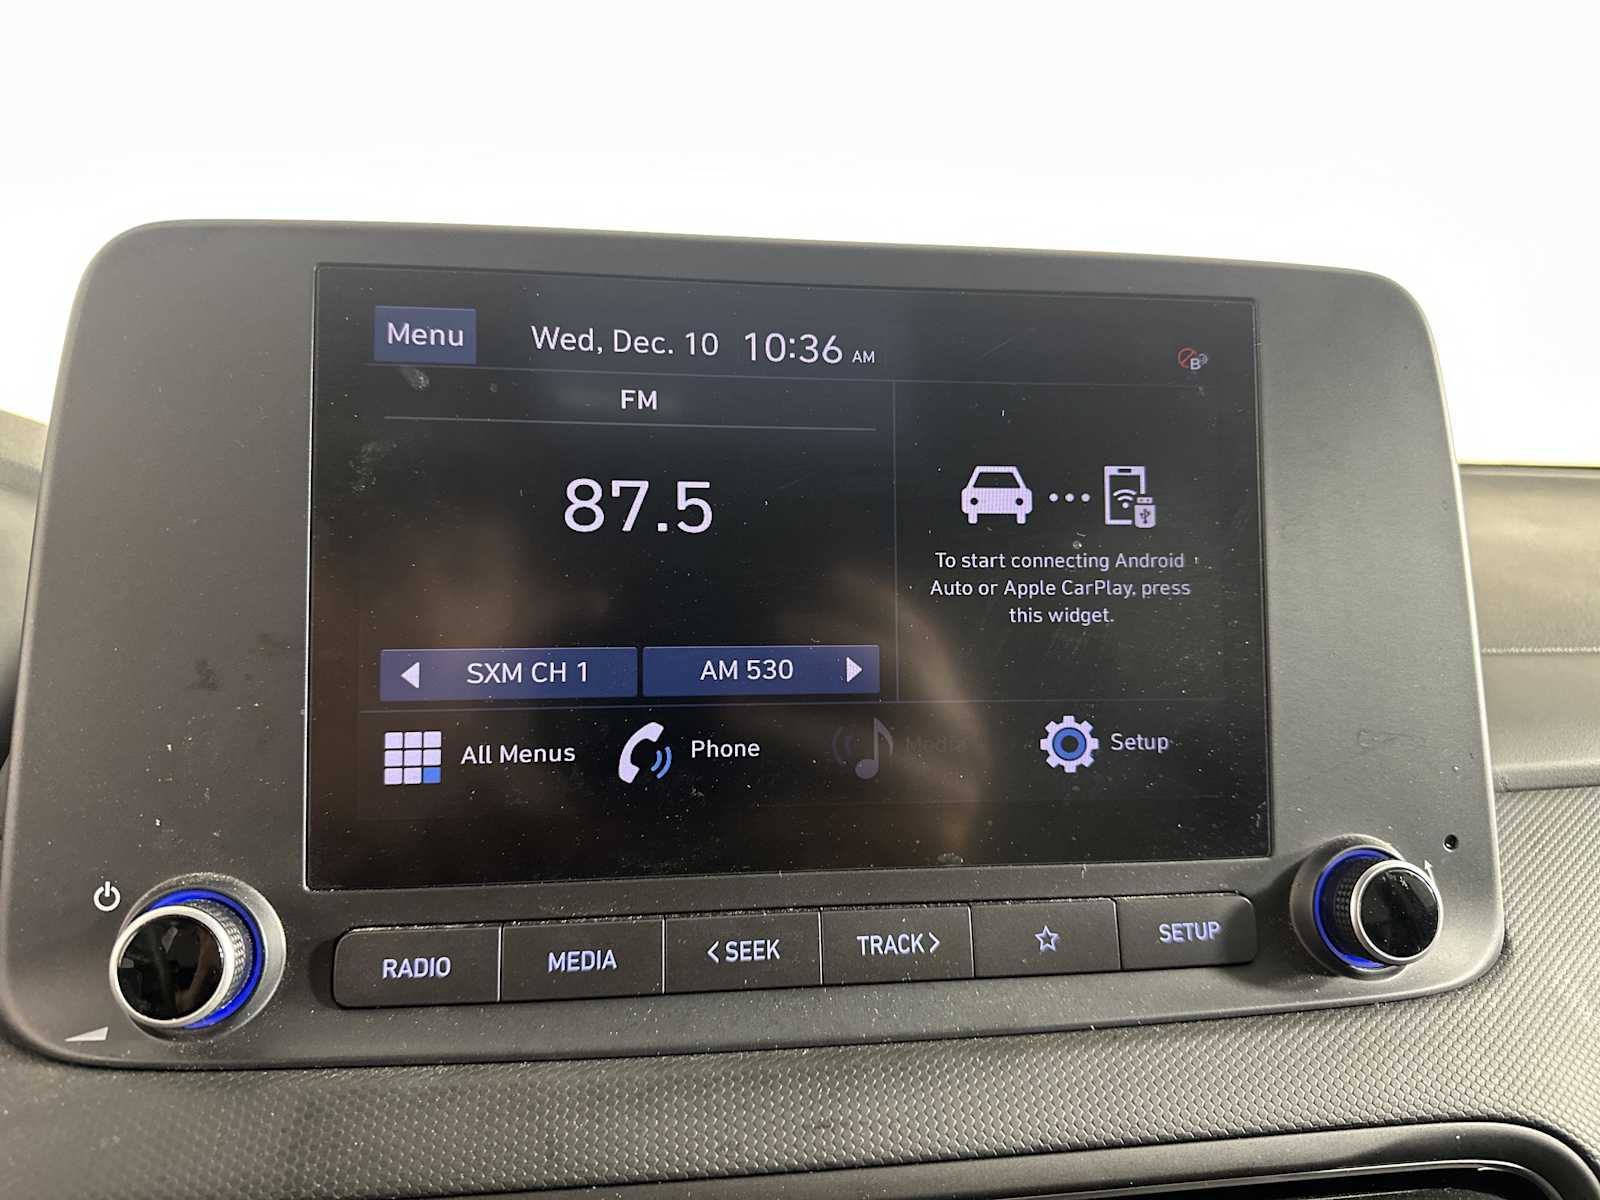 Menu
Wed, Dec. 10 10:36 AM
FM
87.5
To start connecting Android
Auto or Apple CarPlay, press
this widget.
SXM CH 1
AM 530
All Menus
Phone
Media
Setup
RADIO
MEDIA
<SEEK
TRACK>
SETUP